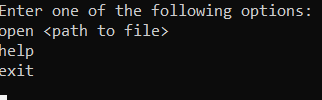 Enter one of the following options:
open <path to file>
help
exit